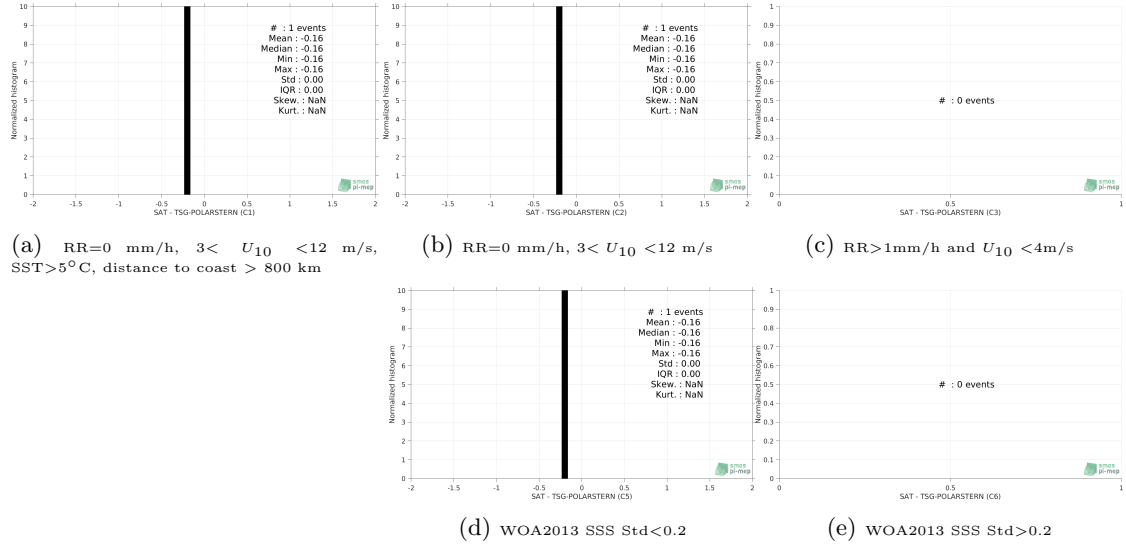 10
9
8
7
6
5
4
3
2
1
0
Normalized histogram
# : 1 events
Mean : -0.16
Median : -0.16
Min : -0.16
Max : -0.16
Std : 0.00
IQR : 0.00
Skew. : NaN
Kurt. : NaN
smos
pi-mep
-2 -1.5 -1 -0.5 0 0.5 1 1.5 2
SAT - TSG-POLARSTERN (C1)
(a) RR=0 mm/h, 3< U10 <12 m/s,
SST>5°C, distance to coast > 800 km
10
9
8
7
6
5
4
3
2
1
0
Normalized histogram
# : 1 events
Mean : -0.16
Median : -0.16
Min : -0.16
Max : -0.16
Std : 0.00
IQR : 0.00
Skew. : NaN
Kurt. : NaN
smos
pi-mep
-2 -1.5 -1 -0.5 0 0.5 1 1.5 2
SAT - TSG-POLARSTERN (C2)
(b) RR=0 mm/h, 3< U10 <12 m/s
1
0.9
0.8
0.7
0.6
0.5
0.4
0.3
0.2
0.1
0
Normalized histogram
# : 0 events
smos
pi-mep
0.5 1
SAT - TSG-POLARSTERN (C3)
(c) RR>1mm/h and U10 <4m/s
10
9
8
7
6
5
4
3
2
1
0
Normalized histogram
# : 1 events
Mean : -0.16
Median : -0.16
Min : -0.16
Max : -0.16
Std : 0.00
IQR : 0.00
Skew. : NaN
Kurt. : NaN
smos
pi-mep
-2 -1.5 -1 -0.5 0 0.5 1 1.5 2
SAT - TSG-POLARSTERN (C5)
(d) WOA2013 SSS Std<0.2
1
0.9
0.8
0.7
0.6
0.5
0.4
0.3
0.2
0.1
0
Normalized histogram
# : 0 events
smos
pi-mep
0.5 1
SAT - TSG-POLARSTERN (C6)
(e) WOA2013 SSS Std>0.2